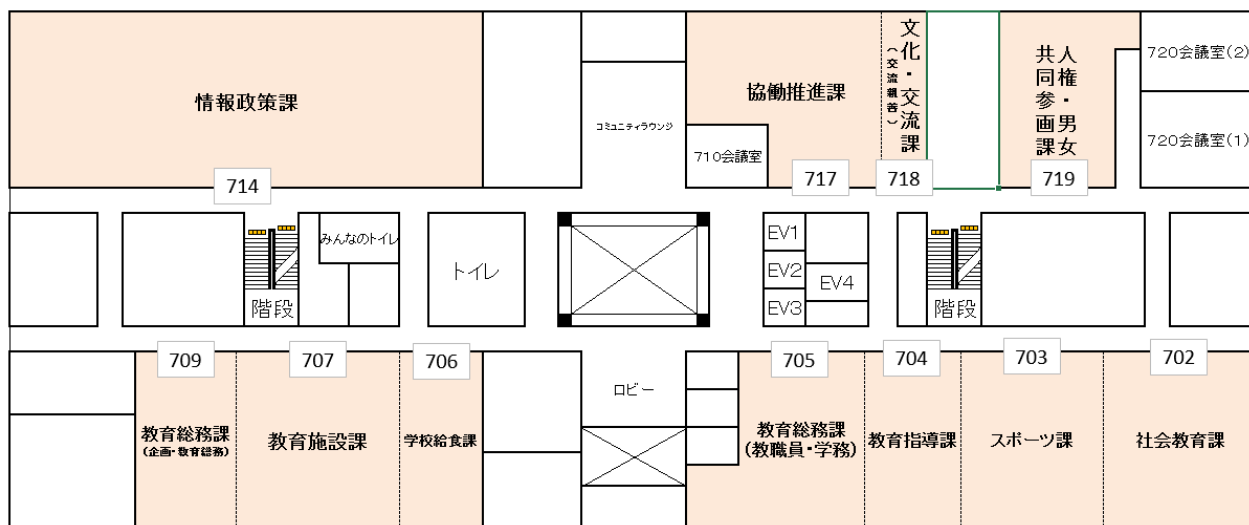 情報政策課
714
コミュニティラウンジ
協働推進課
710会議室
717
文化・交流課
(交流親善)
718
人権・男女
共同参画課
719
720会議室(2)
720会議室(1)
階段
みんなのトイレ
トイレ
EV1
EV2
EV3
EV4
階段
709
教育総務課
(企画・教育総務)
707
教育施設課
706
学校給食課
ロビー
705
教育総務課
(教職員・学務)
704
教育指導課
703
スポーツ課
702
社会教育課